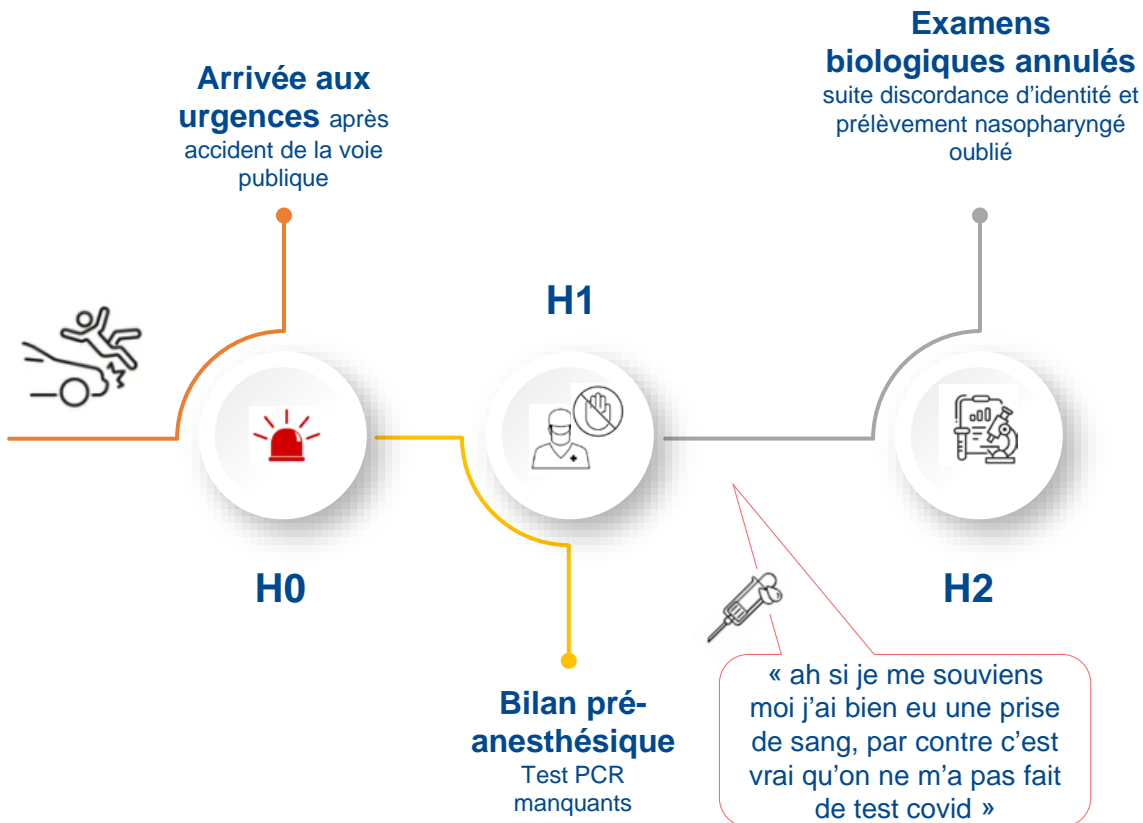 Arrivée aux
urgences après
accident de la voie
publique
H0
H1
Bilan pré-
anesthésique
Test PCR
manquants
Examens
biologiques annulés
suite discordance d’identité et
prélèvement nasopharyngé
oublié
H2
« ah si je me souviens
moi j’ai bien eu une prise
de sang, par contre c’est
vrai qu’on ne m’a pas fait
de test covid »